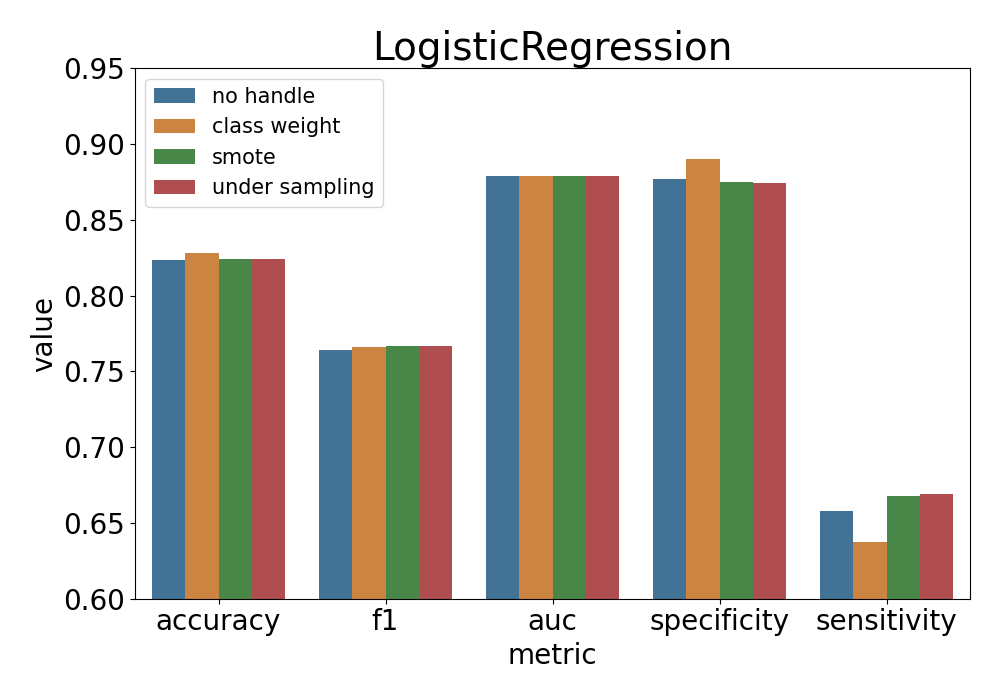 LogisticRegression
no handle
class weight
smote
under sampling
value
0.95
0.90
0.85
0.80
0.75
0.70
0.65
0.60
accuracy f1 auc specificity sensitivity
metric